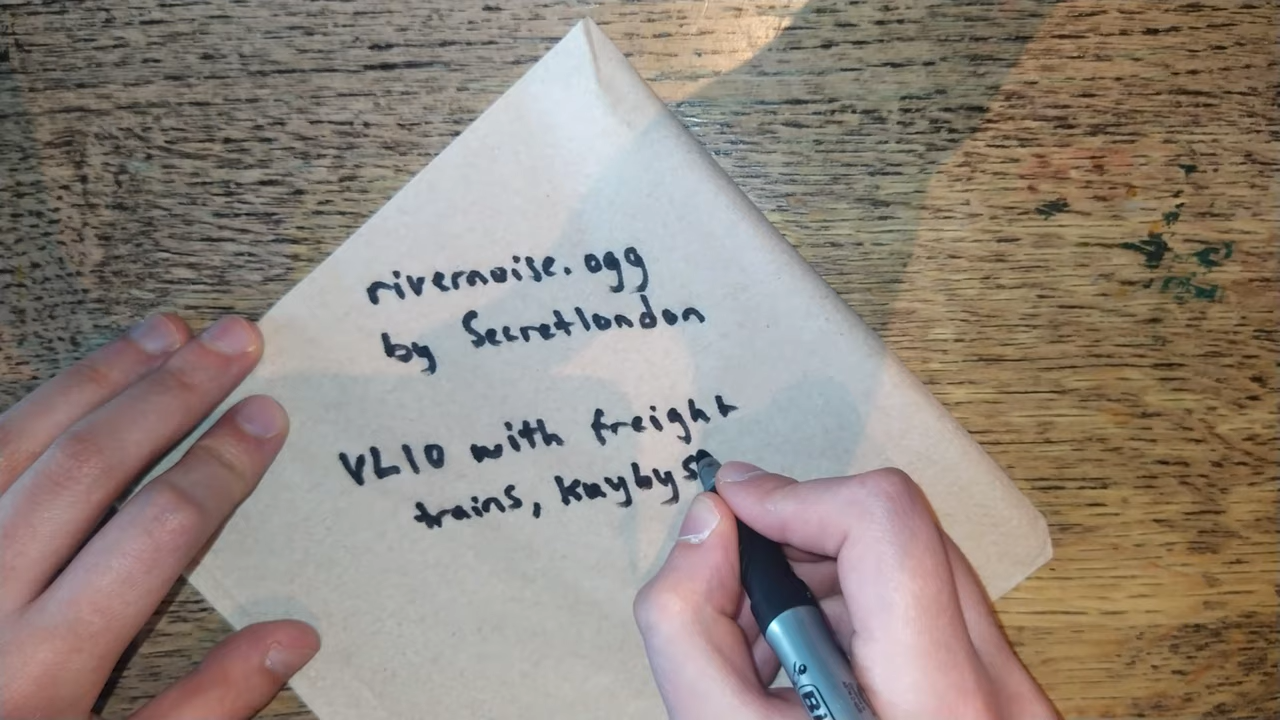 rivernoise.ogg
by Secretlondon
VL10 with freight
trains,